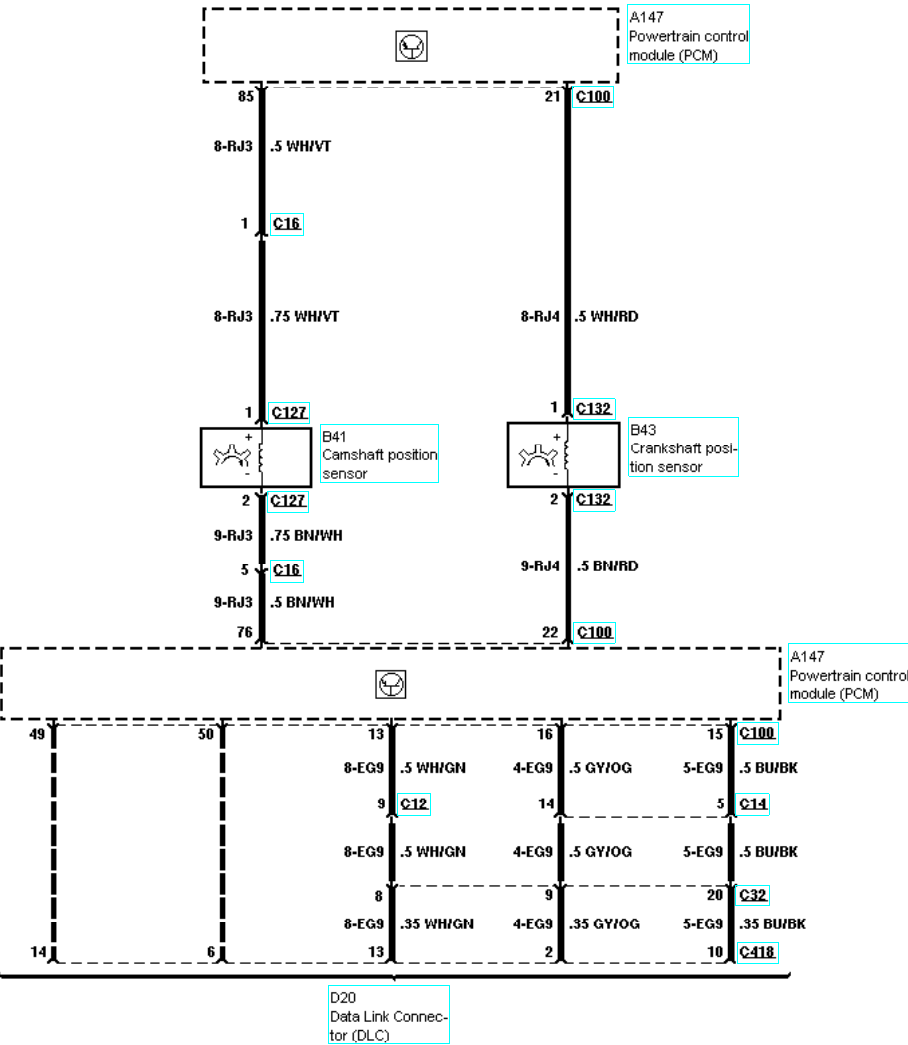 A147
Powertrain control
module (PCM)
85
21 C100
8-RJ3 .5 WH/VT
1 C16
8-RJ3 .75 WH/VT
8-RJ4 .5 WH/RD
1 C127
1 C132
B41
Camshaft position
sensor
B43
Crankshaft posi-
tion sensor
+
-
+
-
2 C127
2 C132
9-RJ3 .75 BN/WH
5 C16
9-RJ4 .5 BN/RD
9-RJ3 .5 BN/WH
76
22 C100
A147
Powertrain control
module (PCM)
49 50 13 16 15 C100
8-EG9 .5 WH/GN 4-EG9 .5 GY/OG 5-EG9 .5 BU/BK
9 C12 14 5 C14
8-EG9 .5 WH/GN 4-EG9 .5 GY/OG 5-EG9 .5 BU/BK
8 9 20 C32
8-EG9 .35 WH/GN 4-EG9 .35 GY/OG 5-EG9 .35 BU/BK
14 6 13 2 10 C418
D20
Data Link Connec-
tor (DLC)